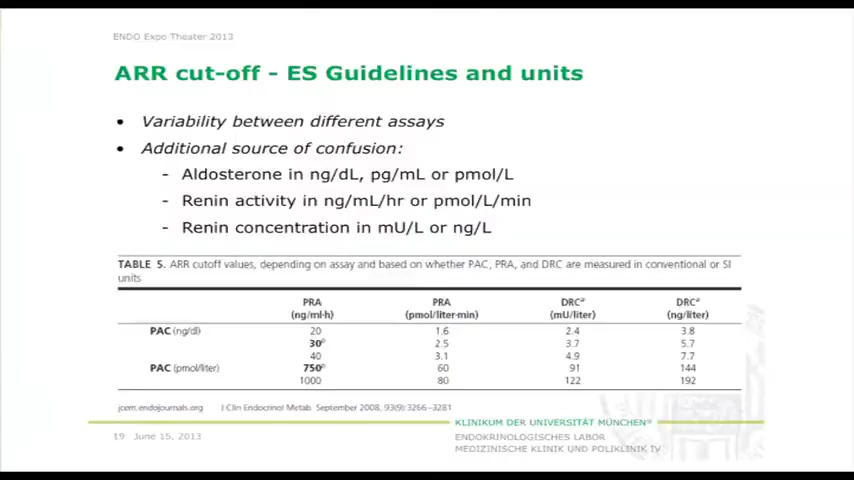 ENDO Expo Theater 2013
ARR cut-off - ES Guidelines and units
• Variability between different assays
• Additional source of confusion:
- Aldosterone in ng/dL, pg/mL or pmol/L
- Renin activity in ng/mL/hr or pmol/L/min
- Renin concentration in mU/L or ng/L
TABLE 5. ARR cutoff values, depending on assay and based on whether PAC, PRA, and DRC are measured in conventional or SI
units
PRA PRA DRCᵃ DRCᵃ
(ng/ml·h) (pmol/liter·min) (mU/liter) (ng/liter)
PAC (ng/dl) 20 1.6 2.4 3.8
30ᵇ 2.5 3.7 5.7
40 3.1 4.9 7.7
PAC (pmol/liter) 750ᵇ 60 91 144
1000 80 122 192
jcem.endojournals.org J Clin Endocrinol Metab. September 2008, 93(9):3266–3281
KLINIKUM DER UNIVERSITÄT MÜNCHEN®
19 June 15, 2013 ENDOKRINOLOGISCHES LABOR
MEDIZINISCHE KLINIK UND POLIKLINIK IV